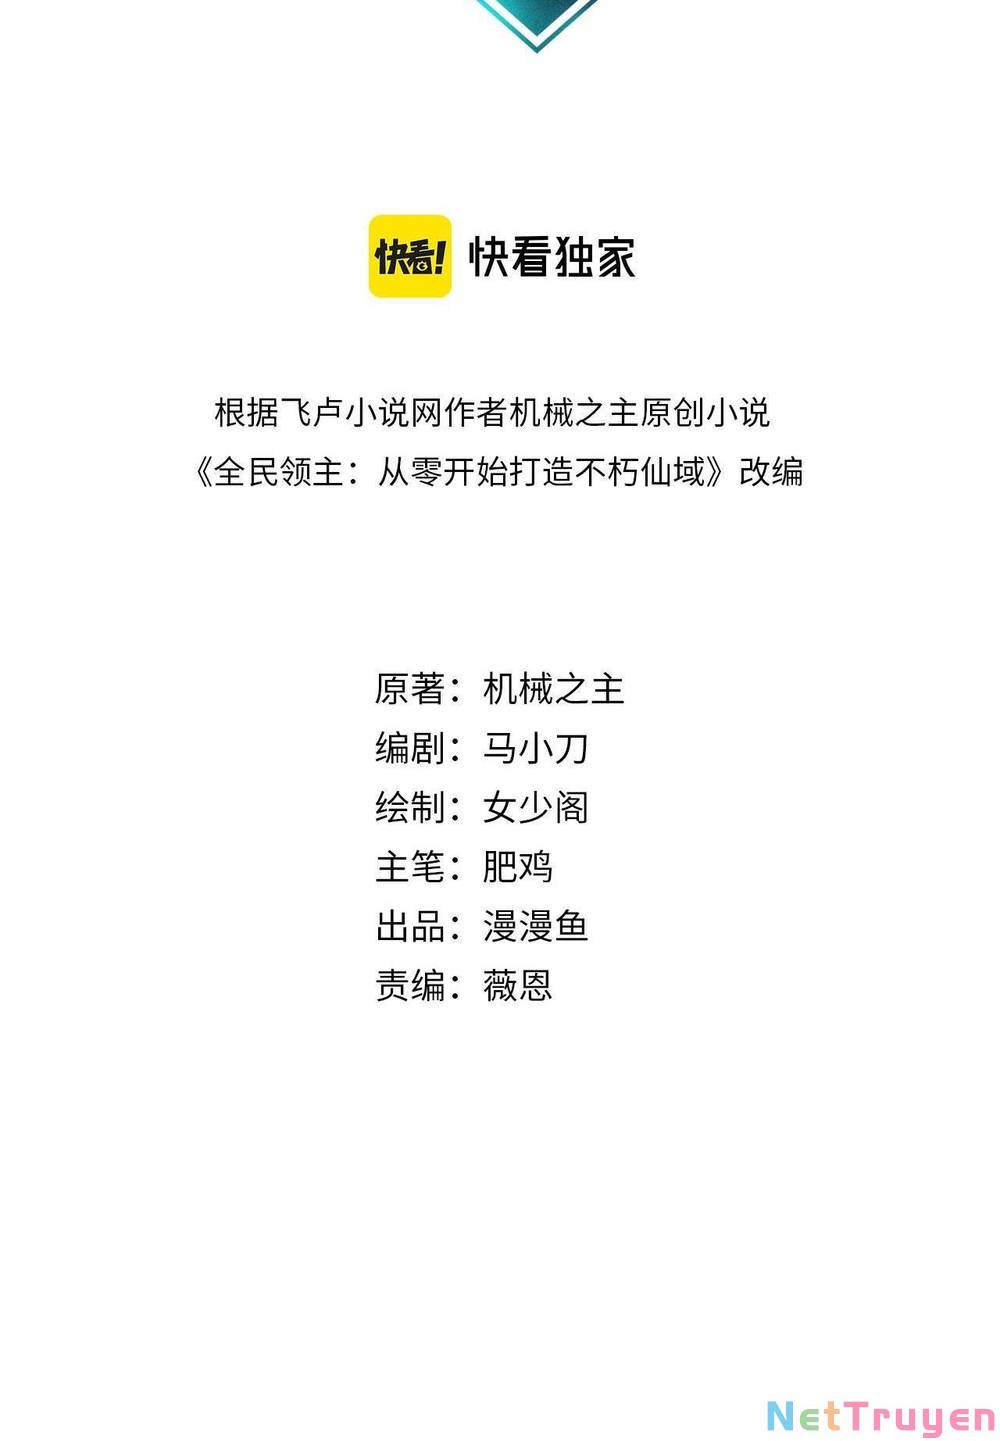 快看！ 快看独家
根据飞卢小说网作者机械之主原创小说
《全民领主：从零开始打造不朽仙域》改编
原著：机械之主
编剧：马小刀
绘制：女少阁
主笔：肥鸡
出品：漫漫鱼
责编：薇恩
NetTruyen